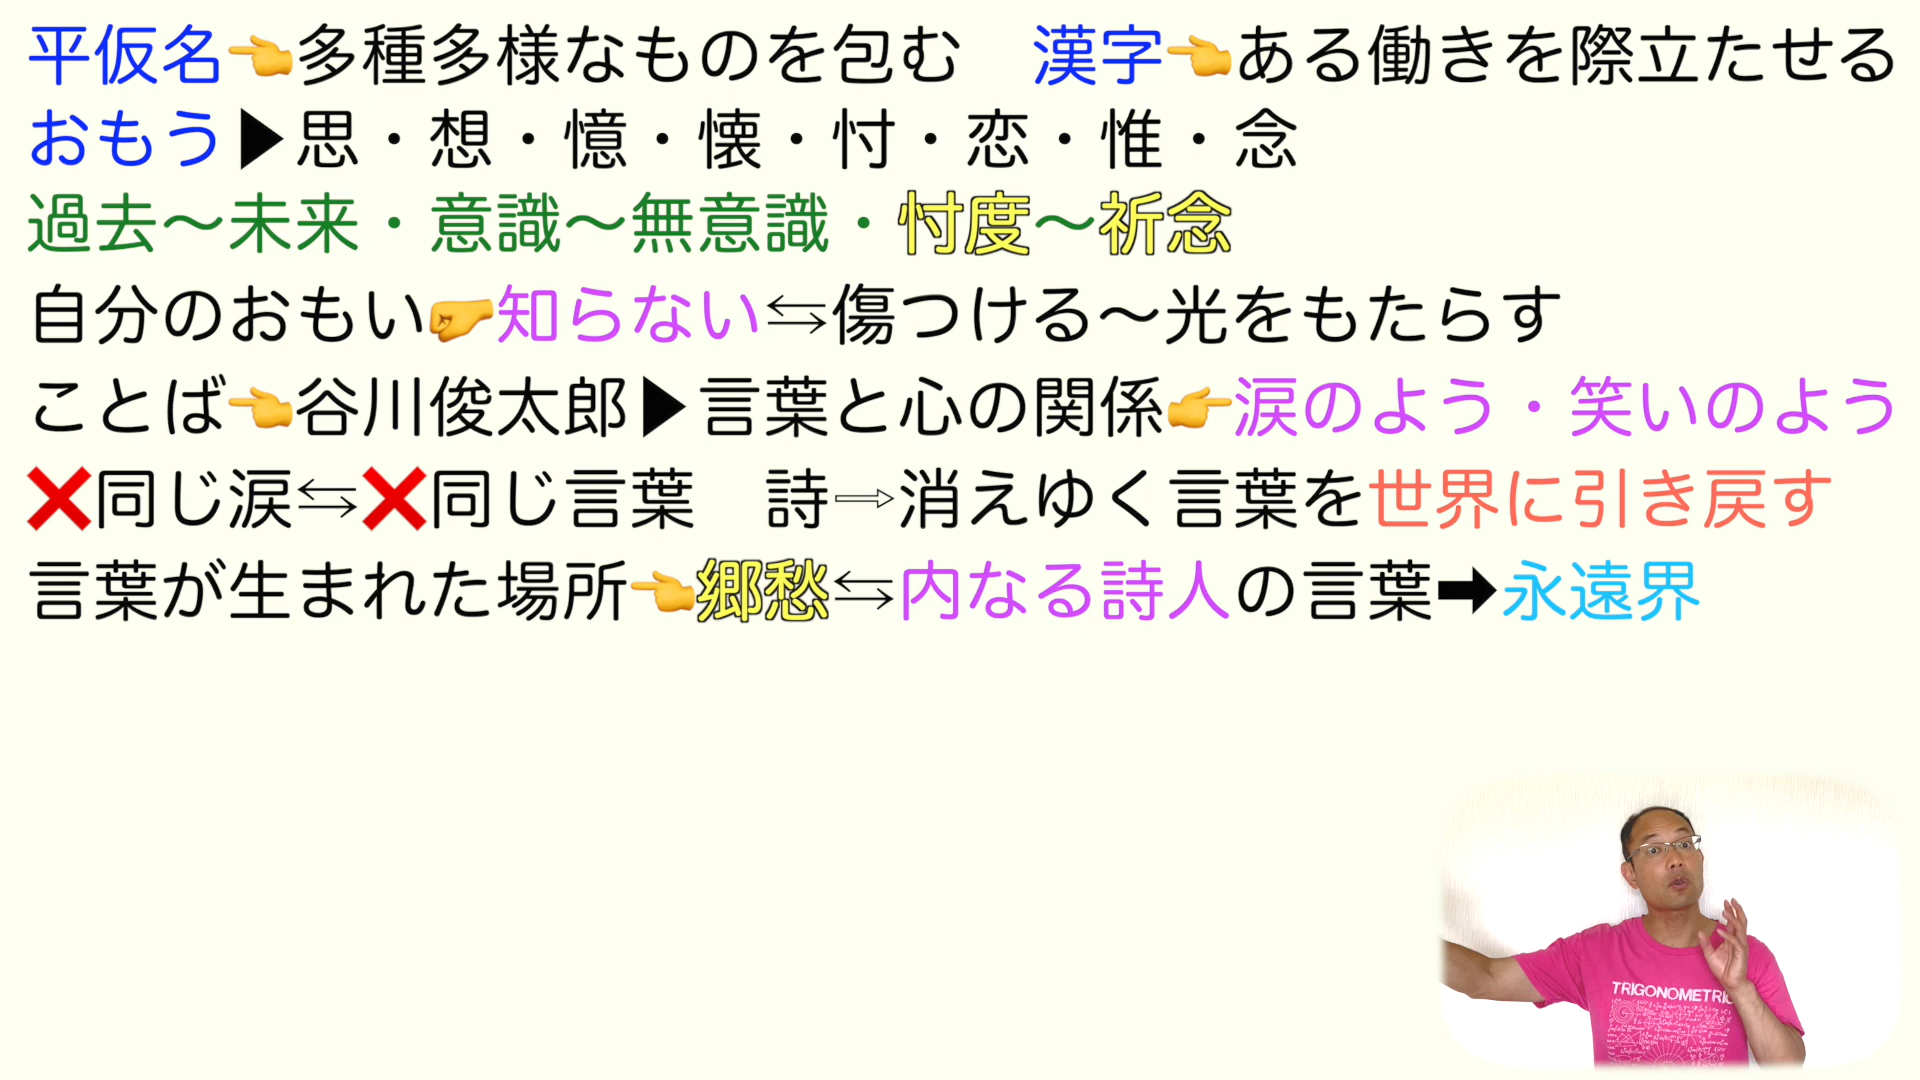 平仮名👈多種多様なものを包む　漢字👈ある働きを際立たせる
おもう▶思・想・憶・懐・忖・恋・惟・念
過去〜未来・意識〜無意識・忖度〜祈念
自分のおもい🤛知らない⇆傷つける〜光をもたらす
ことば👈谷川俊太郎▶言葉と心の関係👉涙のよう・笑いのよう
❌同じ涙⇆❌同じ言葉　詩⇨消えゆく言葉を世界に引き戻す
言葉が生まれた場所👈郷愁⇆内なる詩人の言葉➡永遠界
TRIGONOMETRIC